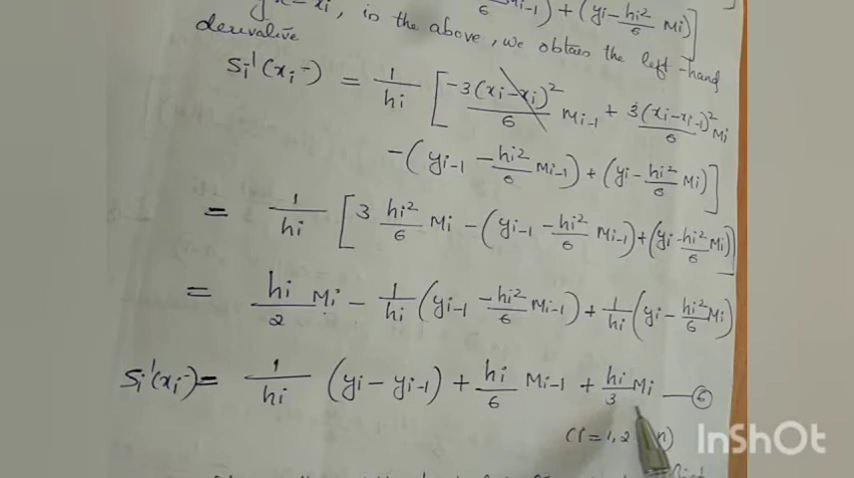 x = xi, in the above, we obtain the left-hand
6 Mi-1) + (yi - hi²/6 Mi)]
derivalive
Si'(xi-) = 1/hi [ -3(xi-xi)²/6 Mi-1 + 3(xi-xi-1)²/6 Mi
-(yi-1 - hi²/6 Mi-1) + (yi - hi²/6 Mi)]
= 1/hi [3 hi²/6 Mi - (yi-1 - hi²/6 Mi-1) + (yi - hi²/6 Mi)]
= hi/2 Mi - 1/hi (yi-1 - hi²/6 Mi-1) + 1/hi (yi - hi²/6 Mi)
Si'(xi-) = 1/hi (yi - yi-1) + hi/6 Mi-1 + hi/3 Mi —⑥
(i = 1, 2 n)
InShOt